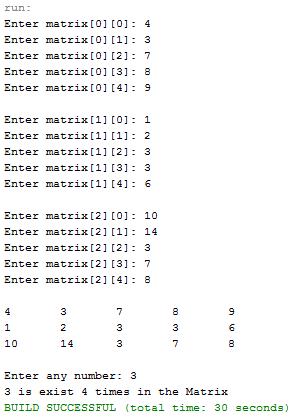 run:
Enter matrix[0][0]: 4
Enter matrix[0][1]: 3
Enter matrix[0][2]: 7
Enter matrix[0][3]: 8
Enter matrix[0][4]: 9
Enter matrix[1][0]: 1
Enter matrix[1][1]: 2
Enter matrix[1][2]: 3
Enter matrix[1][3]: 3
Enter matrix[1][4]: 6
Enter matrix[2][0]: 10
Enter matrix[2][1]: 14
Enter matrix[2][2]: 3
Enter matrix[2][3]: 7
Enter matrix[2][4]: 8
4 3 7 8 9
1 2 3 3 6
10 14 3 7 8
Enter any number: 3
3 is exist 4 times in the Matrix
BUILD SUCCESSFUL (total time: 30 seconds)